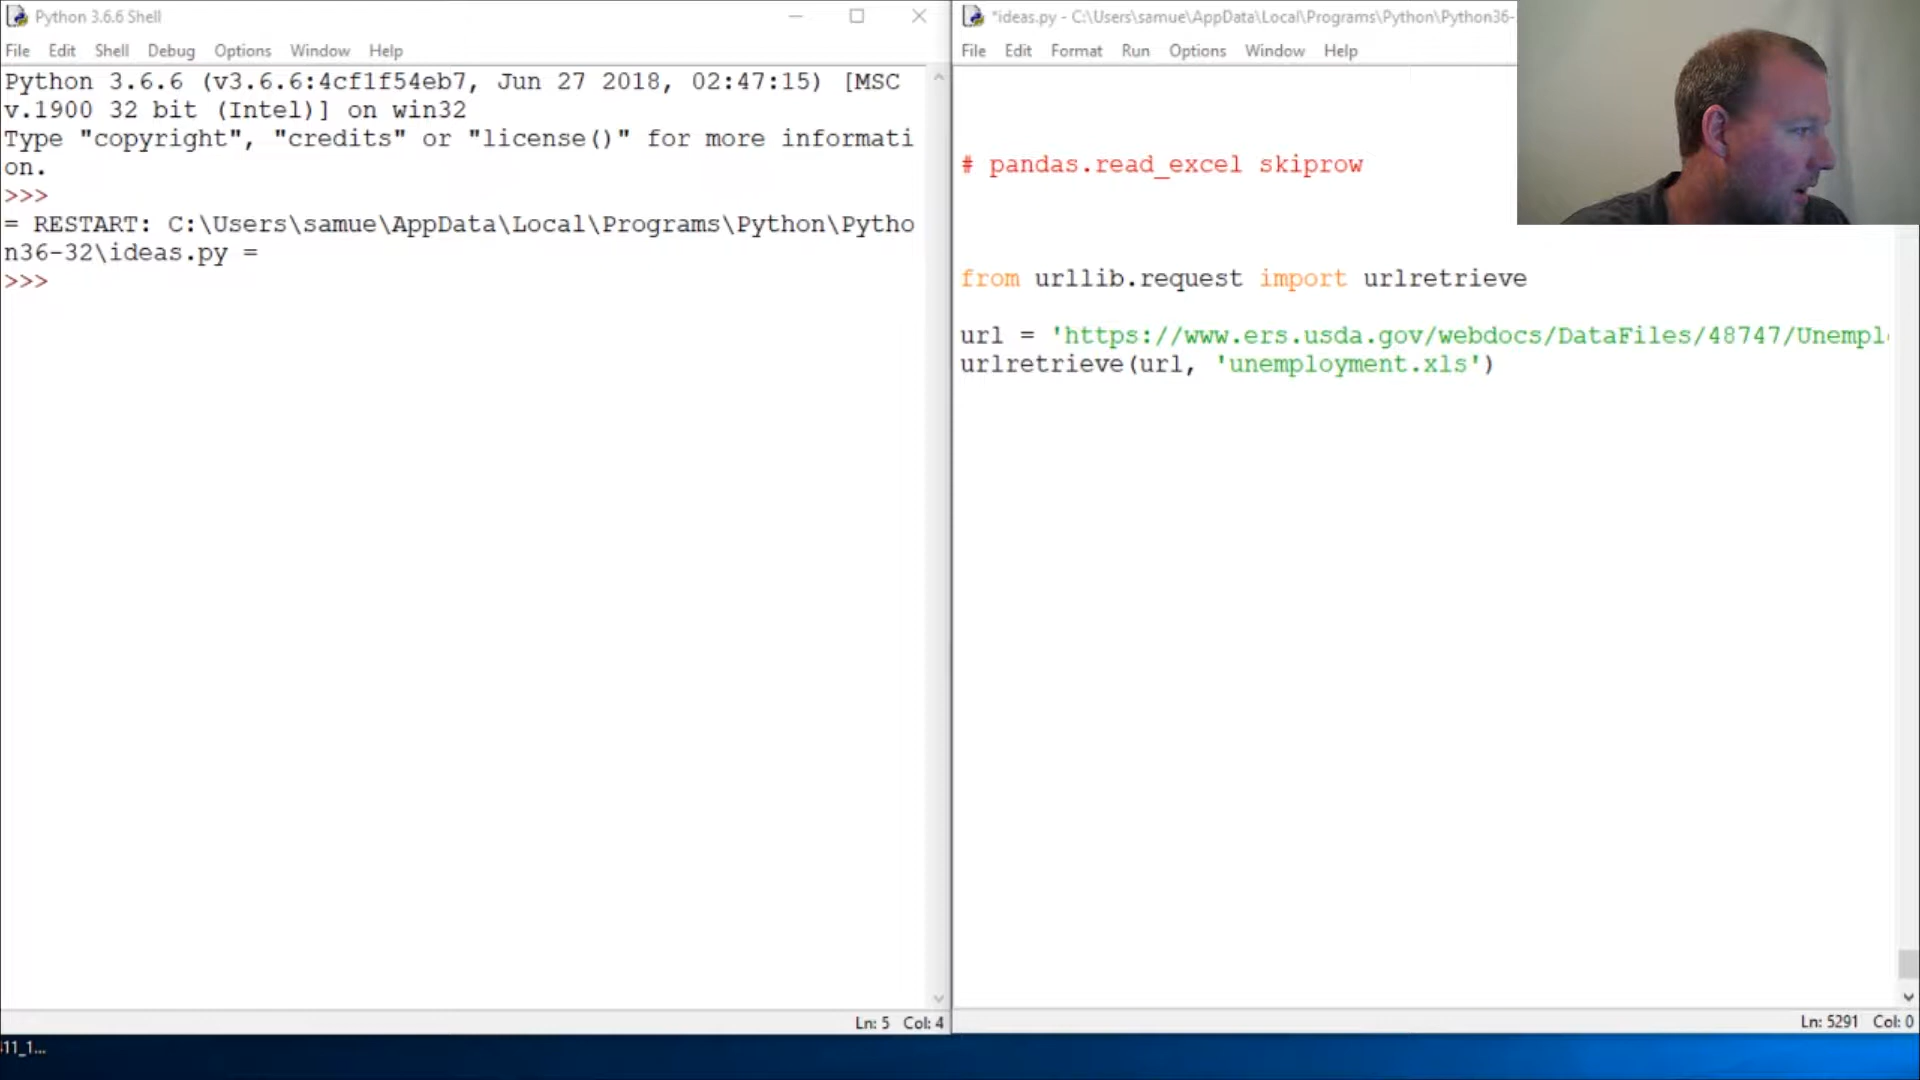 Python 3.6.6 Shell
File Edit Shell Debug Options Window Help
Python 3.6.6 (v3.6.6:4cf1f54eb7, Jun 27 2018, 02:47:15) [MSC
v.1900 32 bit (Intel)] on win32
Type "copyright", "credits" or "license()" for more informati
on.
>>>
= RESTART: C:\Users\samue\AppData\Local\Programs\Python\Pytho
n36-32\ideas.py =
>>>
Ln: 5 Col: 4
*ideas.py - C:\Users\samue\AppData\Local\Programs\Python\Python36-
File Edit Format Run Options Window Help
# pandas.read_excel skiprow
from urllib.request import urlretrieve
url = 'https://www.ers.usda.gov/webdocs/DataFiles/48747/Unempl
urlretrieve(url, 'unemployment.xls')
Ln: 5291 Col: 0
11_1...